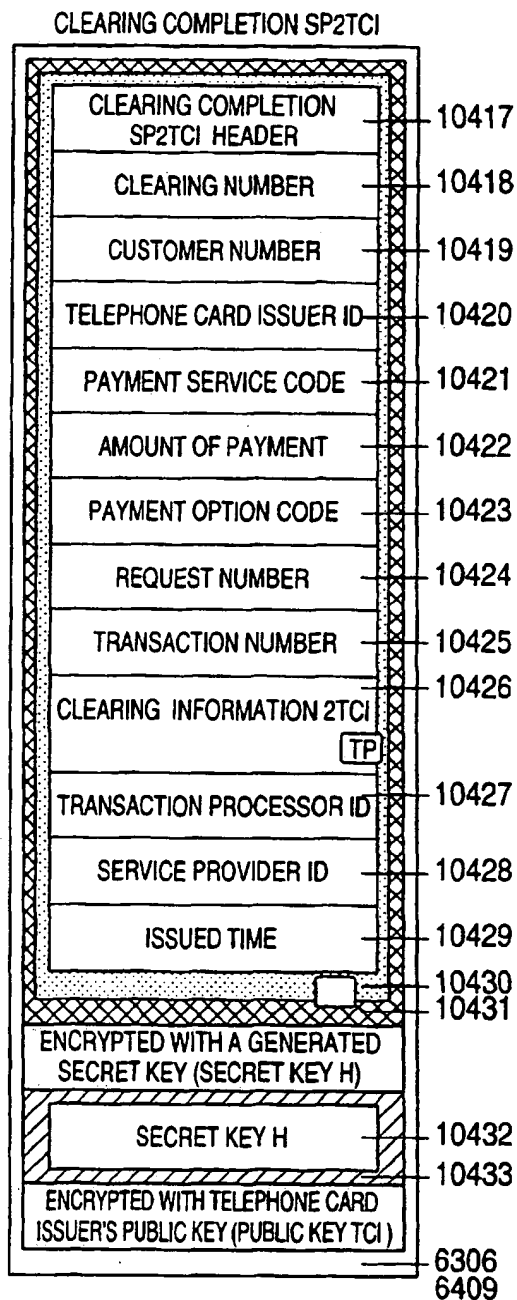 CLEARING COMPLETION SP2TCI
CLEARING COMPLETION
SP2TCI HEADER
10417
CLEARING NUMBER
10418
CUSTOMER NUMBER
10419
TELEPHONE CARD ISSUER ID
10420
PAYMENT SERVICE CODE
10421
AMOUNT OF PAYMENT
10422
PAYMENT OPTION CODE
10423
REQUEST NUMBER
10424
TRANSACTION NUMBER
10425
10426
CLEARING INFORMATION 2TCI
TP
TRANSACTION PROCESSOR ID
10427
SERVICE PROVIDER ID
10428
ISSUED TIME
10429
10430
10431
ENCRYPTED WITH A GENERATED
SECRET KEY (SECRET KEY H)
SECRET KEY H
10432
10433
ENCRYPTED WITH TELEPHONE CARD
ISSUER'S PUBLIC KEY (PUBLIC KEY TCI )
6306
6409